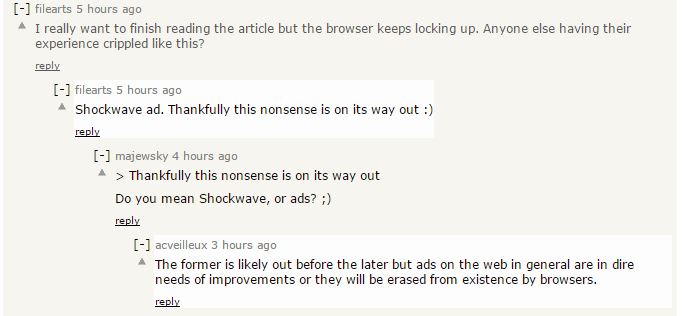 [-] filearts 5 hours ago
I really want to finish reading the article but the browser keeps locking up. Anyone else having their
experience crippled like this?
reply
[-] filearts 5 hours ago
Shockwave ad. Thankfully this nonsense is on its way out :)
reply
[-] majewsky 4 hours ago
> Thankfully this nonsense is on its way out
Do you mean Shockwave, or ads? ;)
reply
[-] acveilleux 3 hours ago
The former is likely out before the later but ads on the web in general are in dire
needs of improvements or they will be erased from existence by browsers.
reply